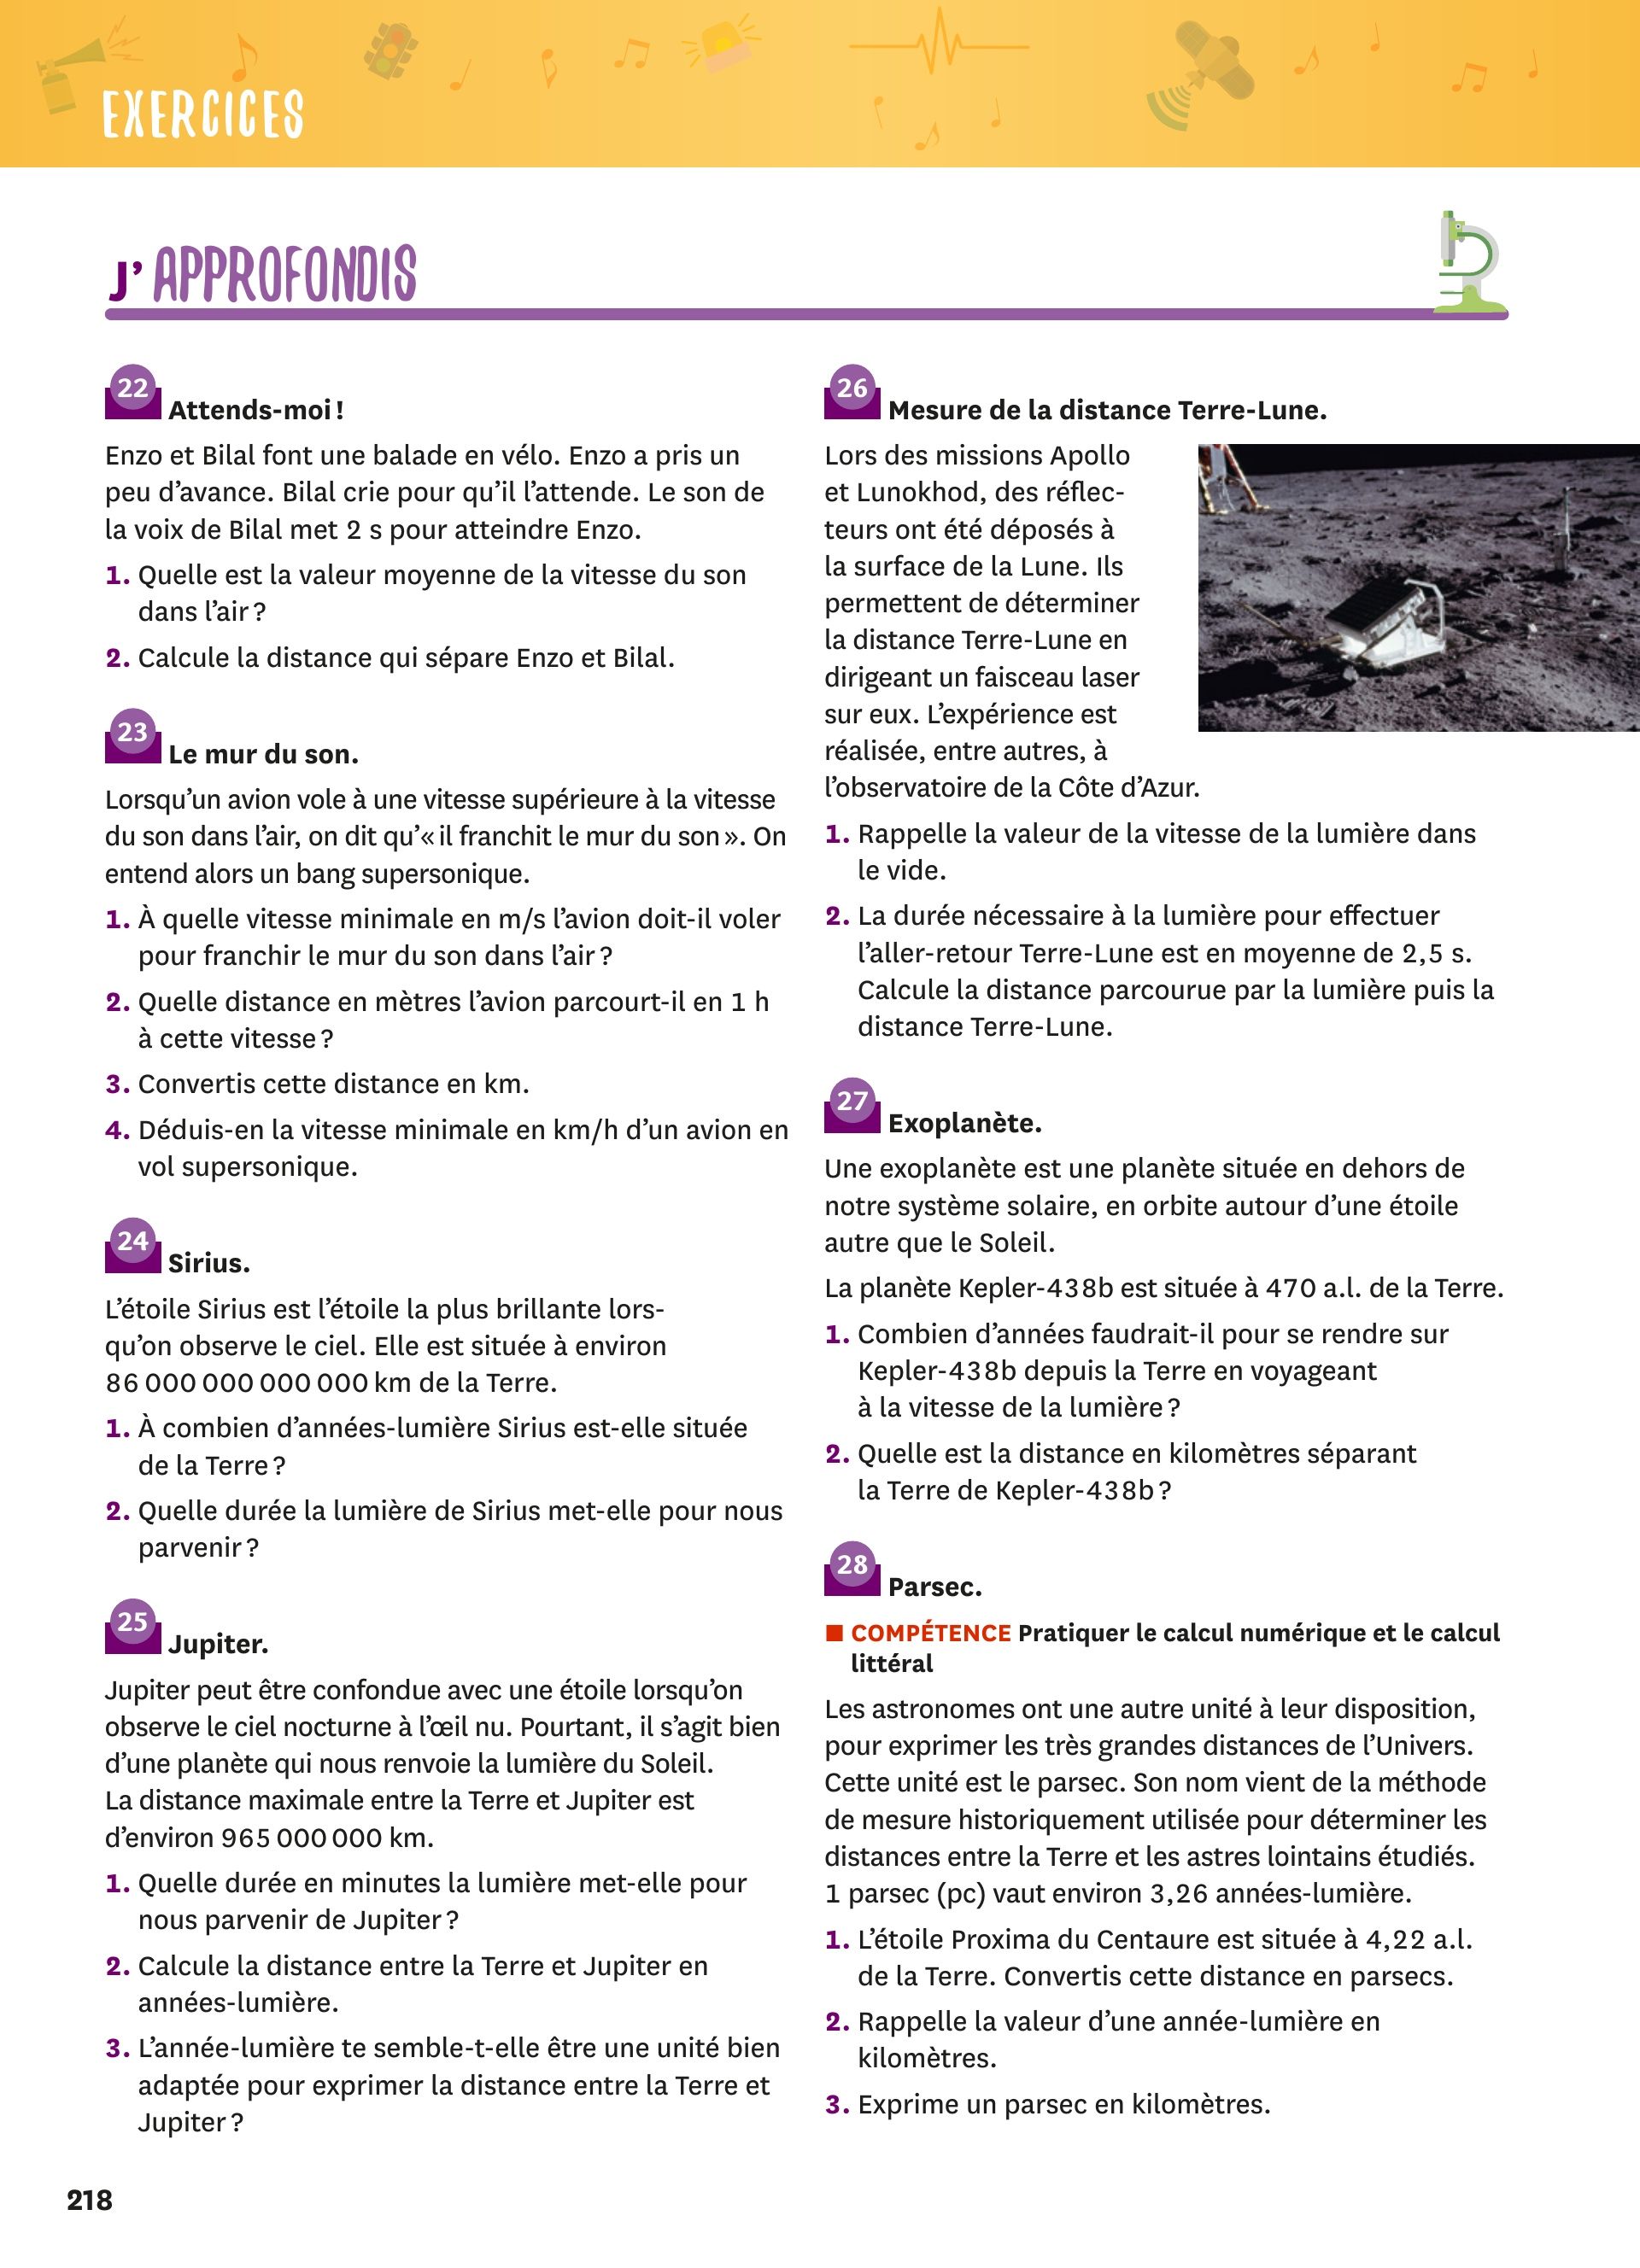 EXERCICES
J’APPROFONDIS
22
Attends-moi !
Enzo et Bilal font une balade en vélo. Enzo a pris un
peu d’avance. Bilal crie pour qu’il l’attende. Le son de
la voix de Bilal met 2 s pour atteindre Enzo.
1. Quelle est la valeur moyenne de la vitesse du son
dans l’air ?
2. Calcule la distance qui sépare Enzo et Bilal.
23
Le mur du son.
Lorsqu’un avion vole à une vitesse supérieure à la vitesse
du son dans l’air, on dit qu’« il franchit le mur du son ». On
entend alors un bang supersonique.
1. À quelle vitesse minimale en m/s l’avion doit-il voler
pour franchir le mur du son dans l’air ?
2. Quelle distance en mètres l’avion parcourt-il en 1 h
à cette vitesse ?
3. Convertis cette distance en km.
4. Déduis-en la vitesse minimale en km/h d’un avion en
vol supersonique.
24
Sirius.
L’étoile Sirius est l’étoile la plus brillante lors-
qu’on observe le ciel. Elle est située à environ
86 000 000 000 000 km de la Terre.
1. À combien d’années-lumière Sirius est-elle située
de la Terre ?
2. Quelle durée la lumière de Sirius met-elle pour nous
parvenir ?
25
Jupiter.
Jupiter peut être confondue avec une étoile lorsqu’on
observe le ciel nocturne à l’œil nu. Pourtant, il s’agit bien
d’une planète qui nous renvoie la lumière du Soleil.
La distance maximale entre la Terre et Jupiter est
d’environ 965 000 000 km.
1. Quelle durée en minutes la lumière met-elle pour
nous parvenir de Jupiter ?
2. Calcule la distance entre la Terre et Jupiter en
années-lumière.
3. L’année-lumière te semble-t-elle être une unité bien
adaptée pour exprimer la distance entre la Terre et
Jupiter ?
26
Mesure de la distance Terre-Lune.
Lors des missions Apollo
et Lunokhod, des réflec-
teurs ont été déposés à
la surface de la Lune. Ils
permettent de déterminer
la distance Terre-Lune en
dirigeant un faisceau laser
sur eux. L’expérience est
réalisée, entre autres, à
l’observatoire de la Côte d’Azur.
1. Rappelle la valeur de la vitesse de la lumière dans
le vide.
2. La durée nécessaire à la lumière pour effectuer
l’aller-retour Terre-Lune est en moyenne de 2,5 s.
Calcule la distance parcourue par la lumière puis la
distance Terre-Lune.
27
Exoplanète.
Une exoplanète est une planète située en dehors de
notre système solaire, en orbite autour d’une étoile
autre que le Soleil.
La planète Kepler-438b est située à 470 a.l. de la Terre.
1. Combien d’années faudrait-il pour se rendre sur
Kepler-438b depuis la Terre en voyageant
à la vitesse de la lumière ?
2. Quelle est la distance en kilomètres séparant
la Terre de Kepler-438b ?
28
Parsec.
■ COMPÉTENCE Pratiquer le calcul numérique et le calcul
littéral
Les astronomes ont une autre unité à leur disposition,
pour exprimer les très grandes distances de l’Univers.
Cette unité est le parsec. Son nom vient de la méthode
de mesure historiquement utilisée pour déterminer les
distances entre la Terre et les astres lointains étudiés.
1 parsec (pc) vaut environ 3,26 années-lumière.
1. L’étoile Proxima du Centaure est située à 4,22 a.l.
de la Terre. Convertis cette distance en parsecs.
2. Rappelle la valeur d’une année-lumière en
kilomètres.
3. Exprime un parsec en kilomètres.
218